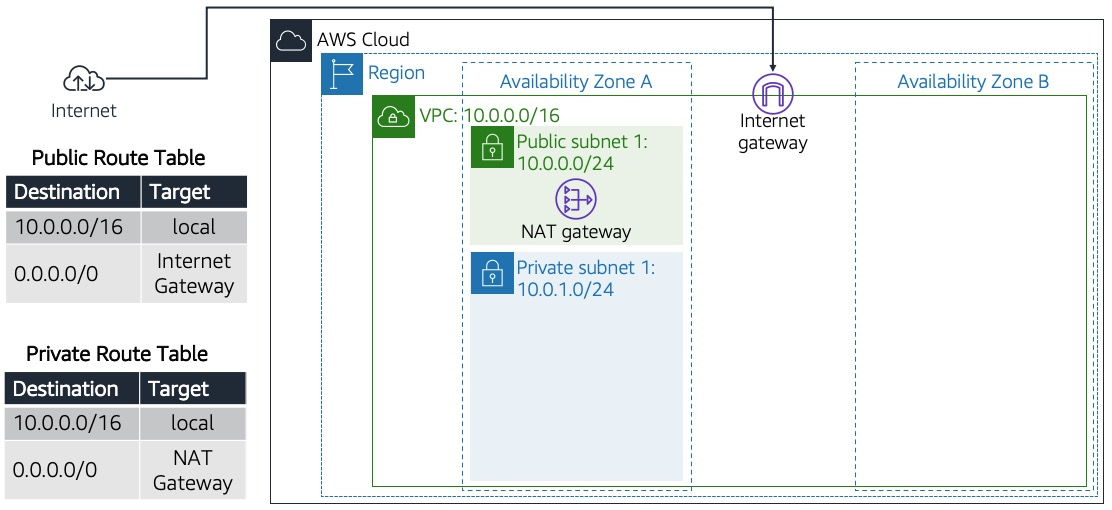 AWS Cloud
Region
Internet
Availability Zone A
Availability Zone B
VPC: 10.0.0.0/16
Internet
gateway
Public subnet 1:
10.0.0.0/24
NAT gateway
Private subnet 1:
10.0.1.0/24
Public Route Table
Destination Target
10.0.0.0/16 local
0.0.0.0/0 Internet
Gateway
Private Route Table
Destination Target
10.0.0.0/16 local
0.0.0.0/0 NAT
Gateway